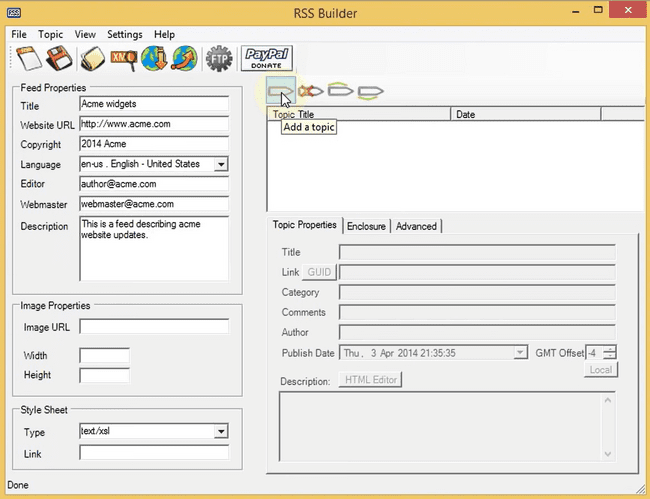 RSS
RSS Builder
File Topic View Settings Help
XML
FTP
PayPal
DONATE
Feed Properties
Title Acme widgets
Website URL http://www.acme.com
Copyright 2014 Acme
Language en-us . English - United States
Editor author@acme.com
Webmaster webmaster@acme.com
Description This is a feed describing acme
website updates.
Image Properties
Image URL
Width
Height
Style Sheet
Type text/xsl
Link
Topic Title Date
Add a topic
Topic Properties Enclosure Advanced
Title
Link GUID
Category
Comments
Author
Publish Date Thu , 3 Apr 2014 21:35:35 GMT Offset -4
Local
Description: HTML Editor
Done